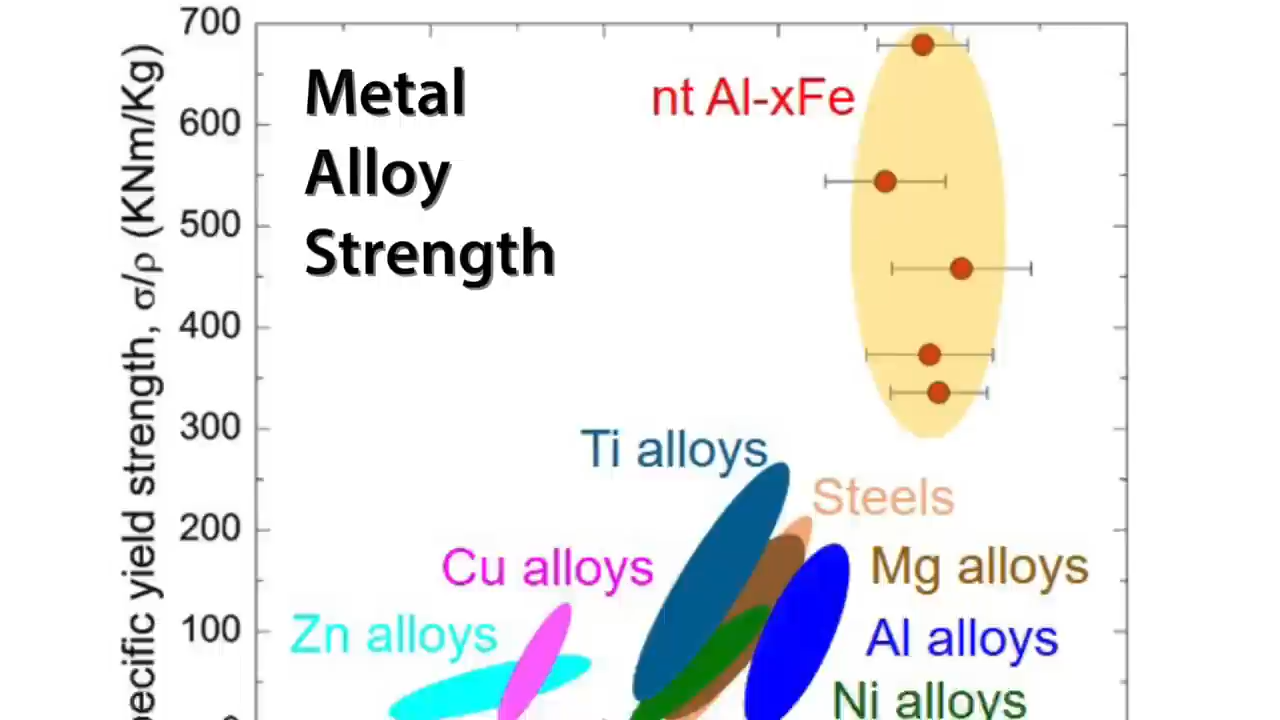 700
600
500
400
300
200
100
pecific yield strength, σ/ρ (KNm/Kg)
Metal
Alloy
Strength
nt Al-xFe
Ti alloys
Steels
Cu alloys
Mg alloys
Zn alloys
Al alloys
Ni alloys